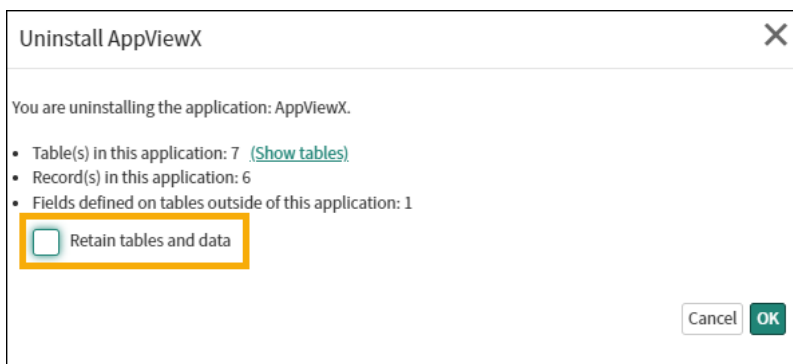 Uninstall AppViewX
You are uninstalling the application: AppViewX.
• Table(s) in this application: 7 (Show tables)
• Record(s) in this application: 6
• Fields defined on tables outside of this application: 1
Retain tables and data
Cancel OK